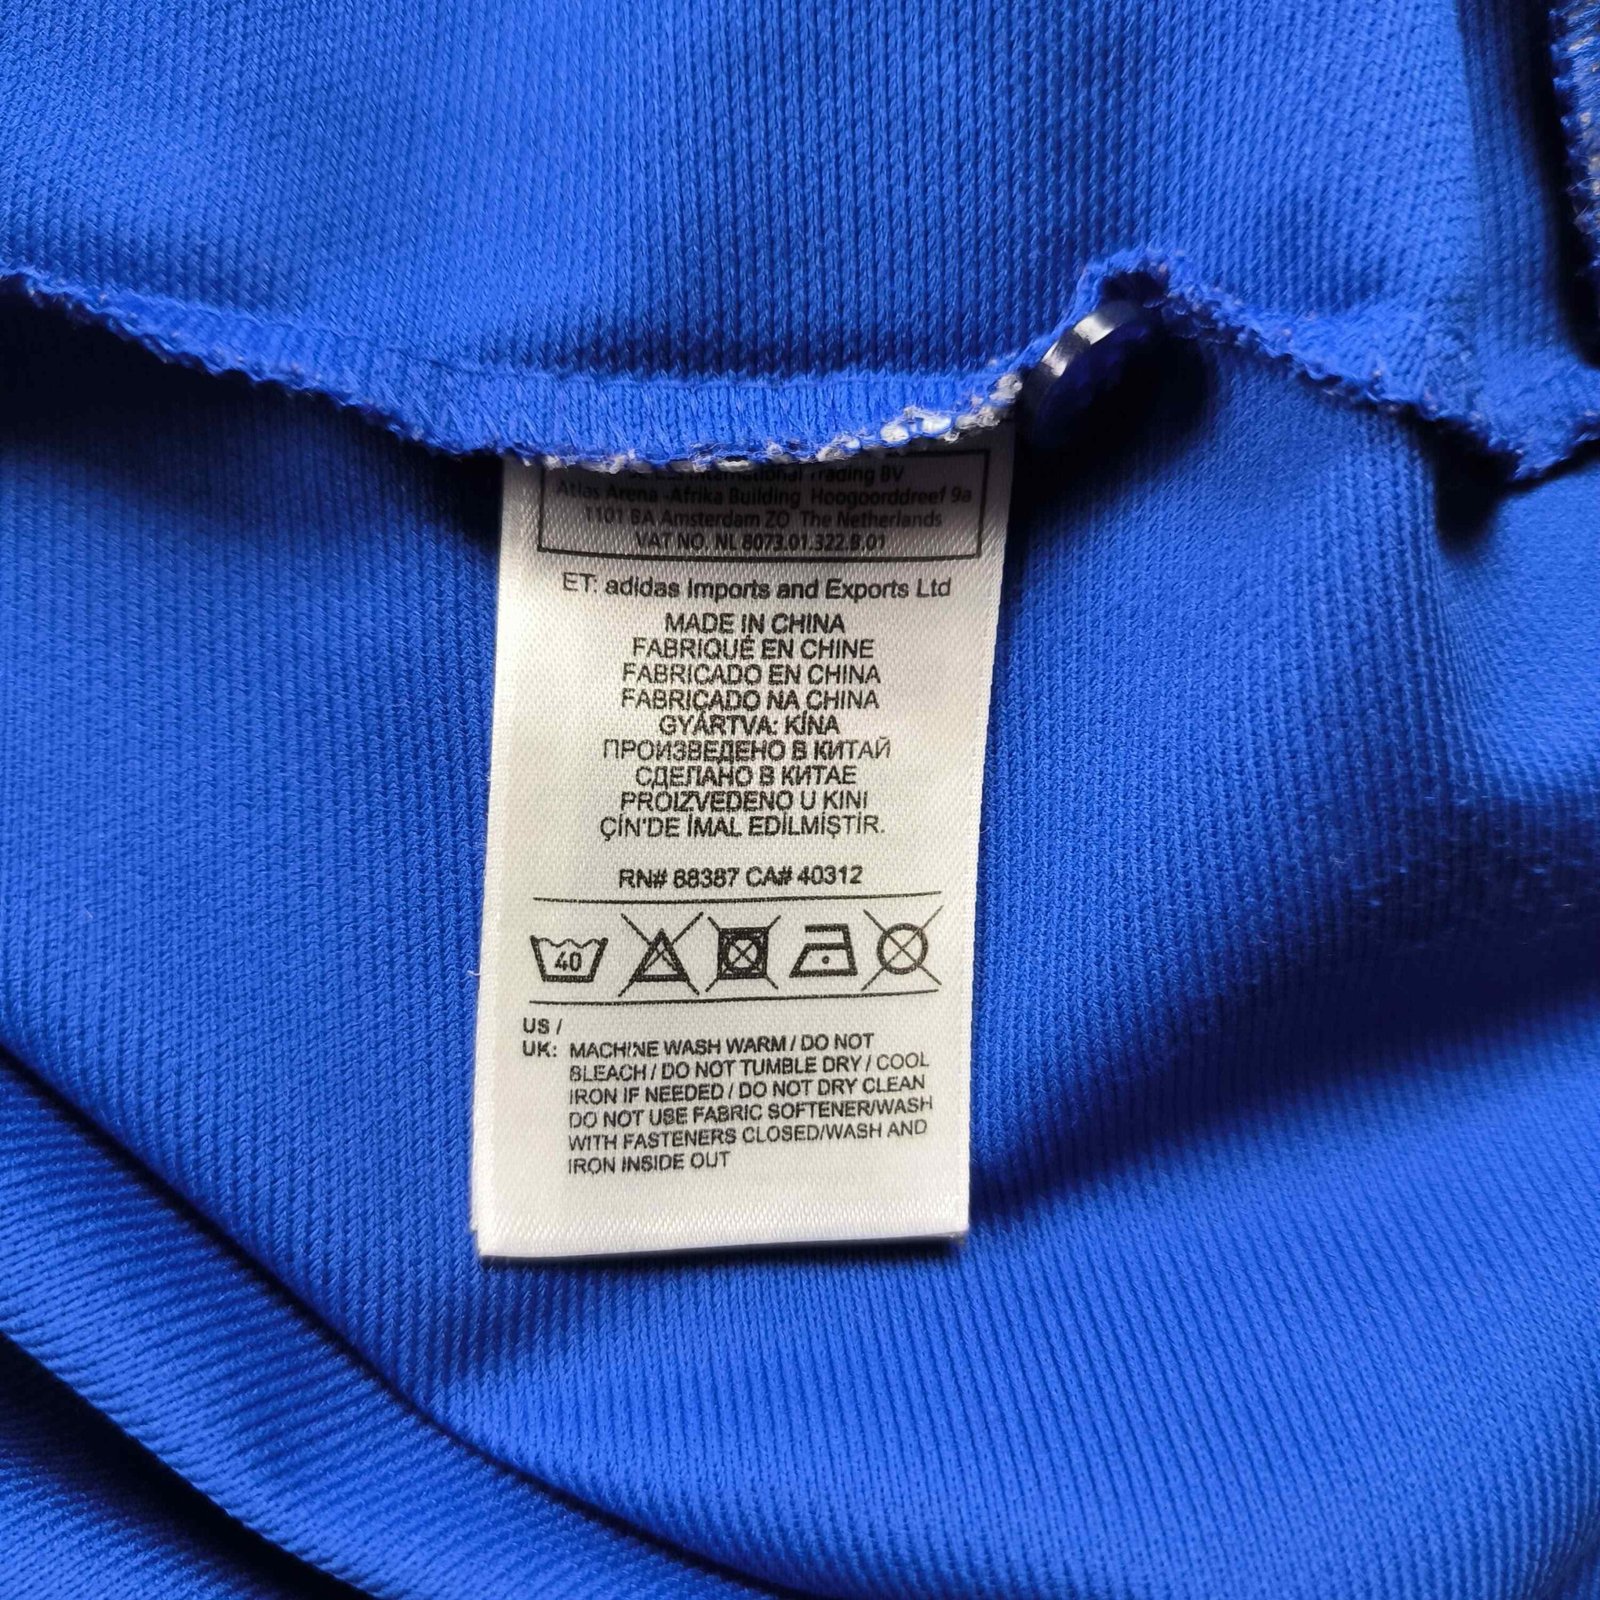 International Trading BV
Atlas Arena -Afrika Building Hoogoorddreef 9a
1101 BA Amsterdam ZO The Netherlands
VAT NO. NL 8073.01.322.B.01
ET: adidas Imports and Exports Ltd
MADE IN CHINA
FABRIQUÉ EN CHINE
FABRICADO EN CHINA
FABRICADO NA CHINA
GYÁRTVA: KÍNA
ПРОИЗВЕДЕНО В КИТАЙ
СДЕЛАНО В КИТАЕ
PROIZVEDENO U KINI
ÇİN'DE İMAL EDİLMİŞTİR.
RN# 88387 CA# 40312
40
US /
UK: MACHINE WASH WARM / DO NOT
BLEACH / DO NOT TUMBLE DRY / COOL
IRON IF NEEDED / DO NOT DRY CLEAN
DO NOT USE FABRIC SOFTENER/WASH
WITH FASTENERS CLOSED/WASH AND
IRON INSIDE OUT